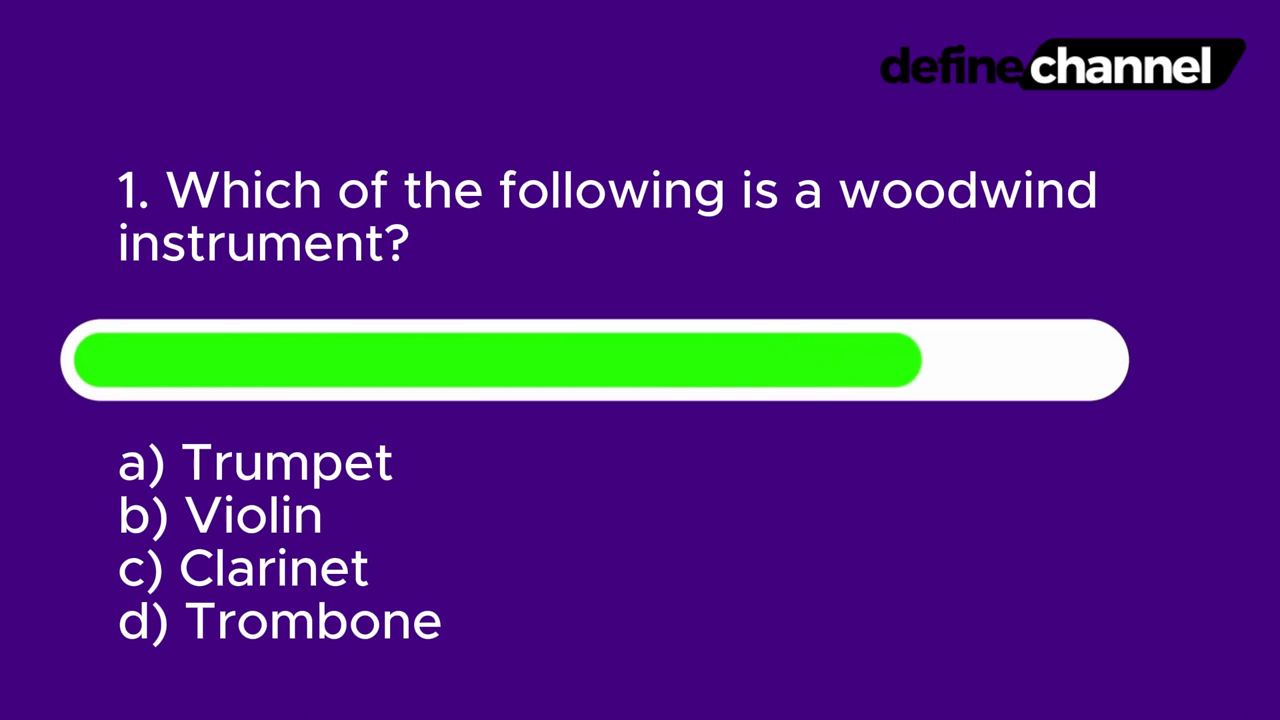 definechannel
1. Which of the following is a woodwind
instrument?
a) Trumpet
b) Violin
c) Clarinet
d) Trombone